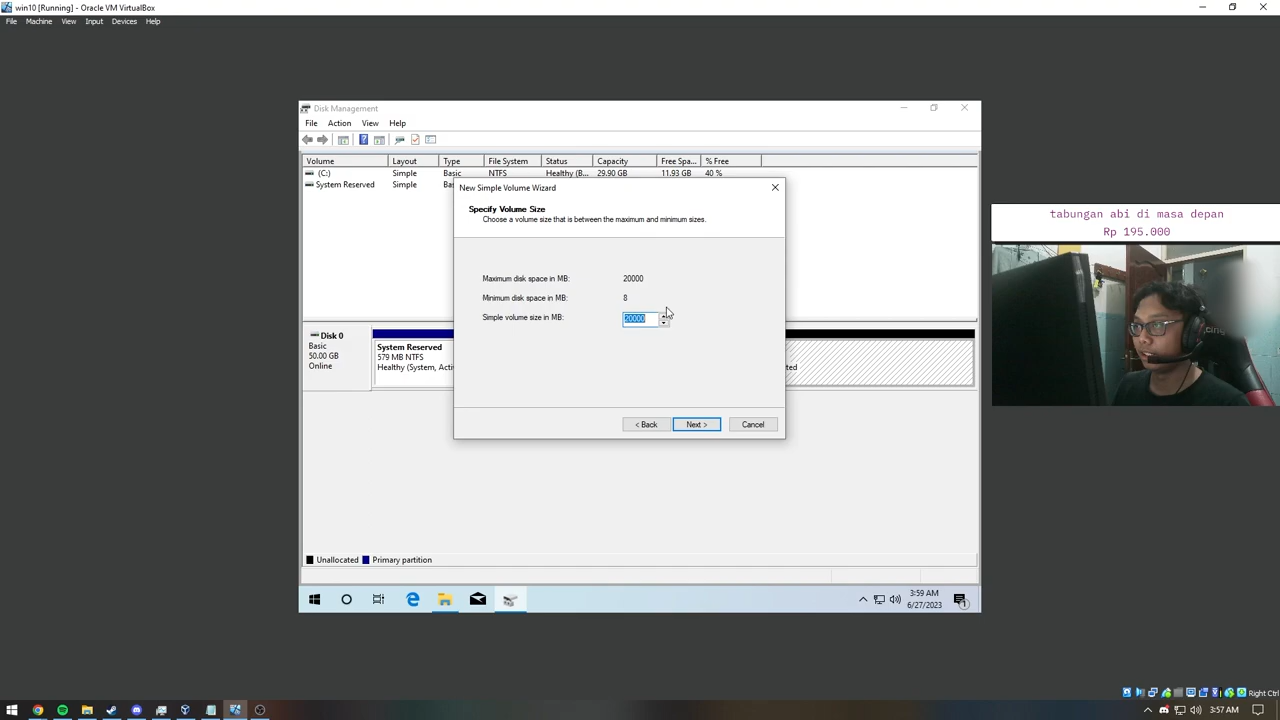 win10 [Running] - Oracle VM VirtualBox
File Machine View Input Devices Help
Disk Management
File Action View Help
Volume Layout Type File System Status Capacity Free Spa... % Free
(C:) Simple Basic NTFS Healthy (B... 29.90 GB 11.93 GB 40 %
System Reserved Simple
New Simple Volume Wizard
Specify Volume Size
Choose a volume size that is between the maximum and minimum sizes.
Maximum disk space in MB: 20000
Minimum disk space in MB: 8
Simple volume size in MB: 20000
< Back Next > Cancel
Disk 0
Basic
50.00 GB
Online
System Reserved
579 MB NTFS
Healthy (System, Acti
ted
Unallocated Primary partition
3:59 AM
6/27/2023
1
tabungan abi di masa depan
Rp 195.000
Right Ctrl
3:57 AM